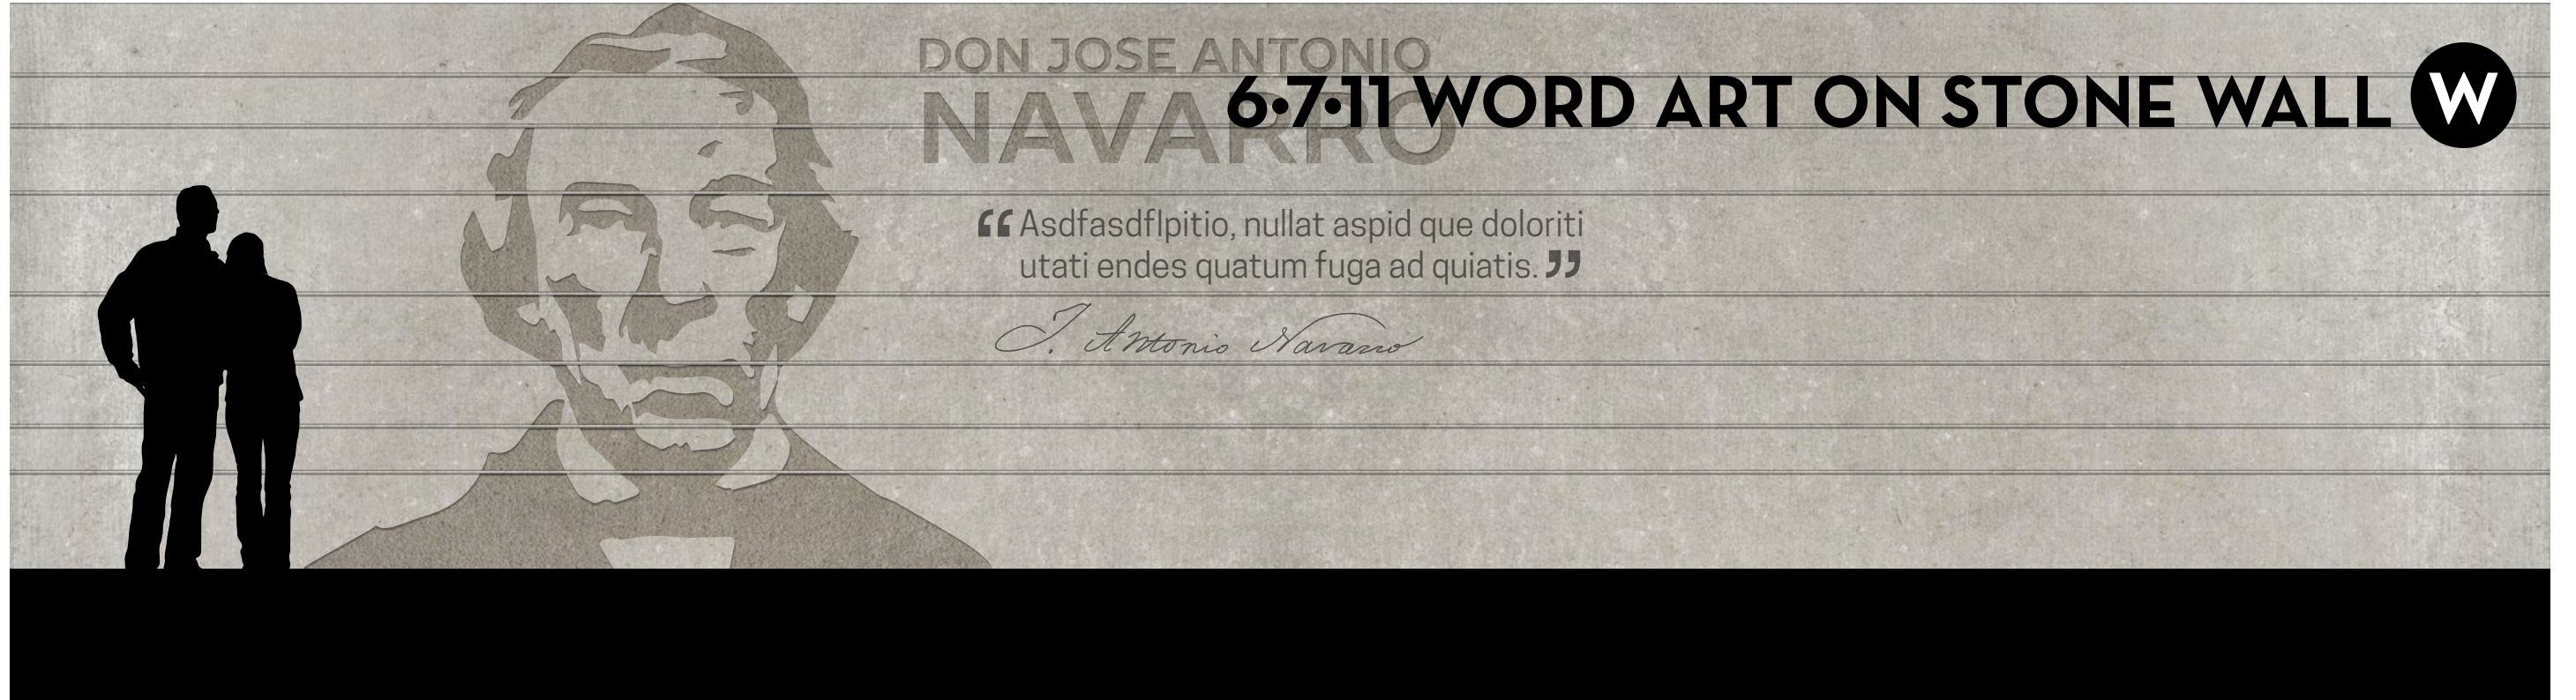 DON JOSE ANTONIO
NAVARRO
6•7•11 WORD ART ON STONE WALL W
“Asdfasdflpitio, nullat aspid que doloriti
utati endes quatum fuga ad quiatis.”
J. Antonio Navarro